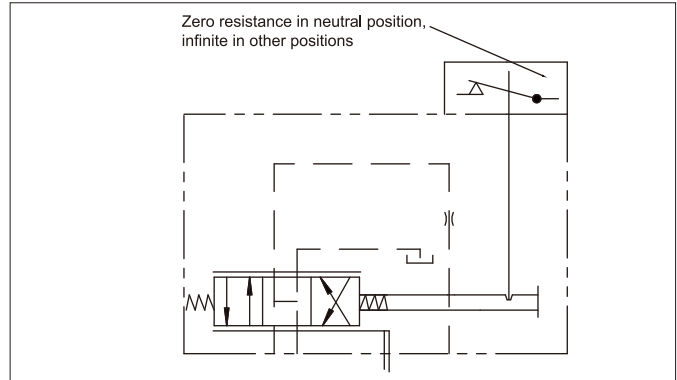 Zero resistance in neutral position,
infinite in other positions